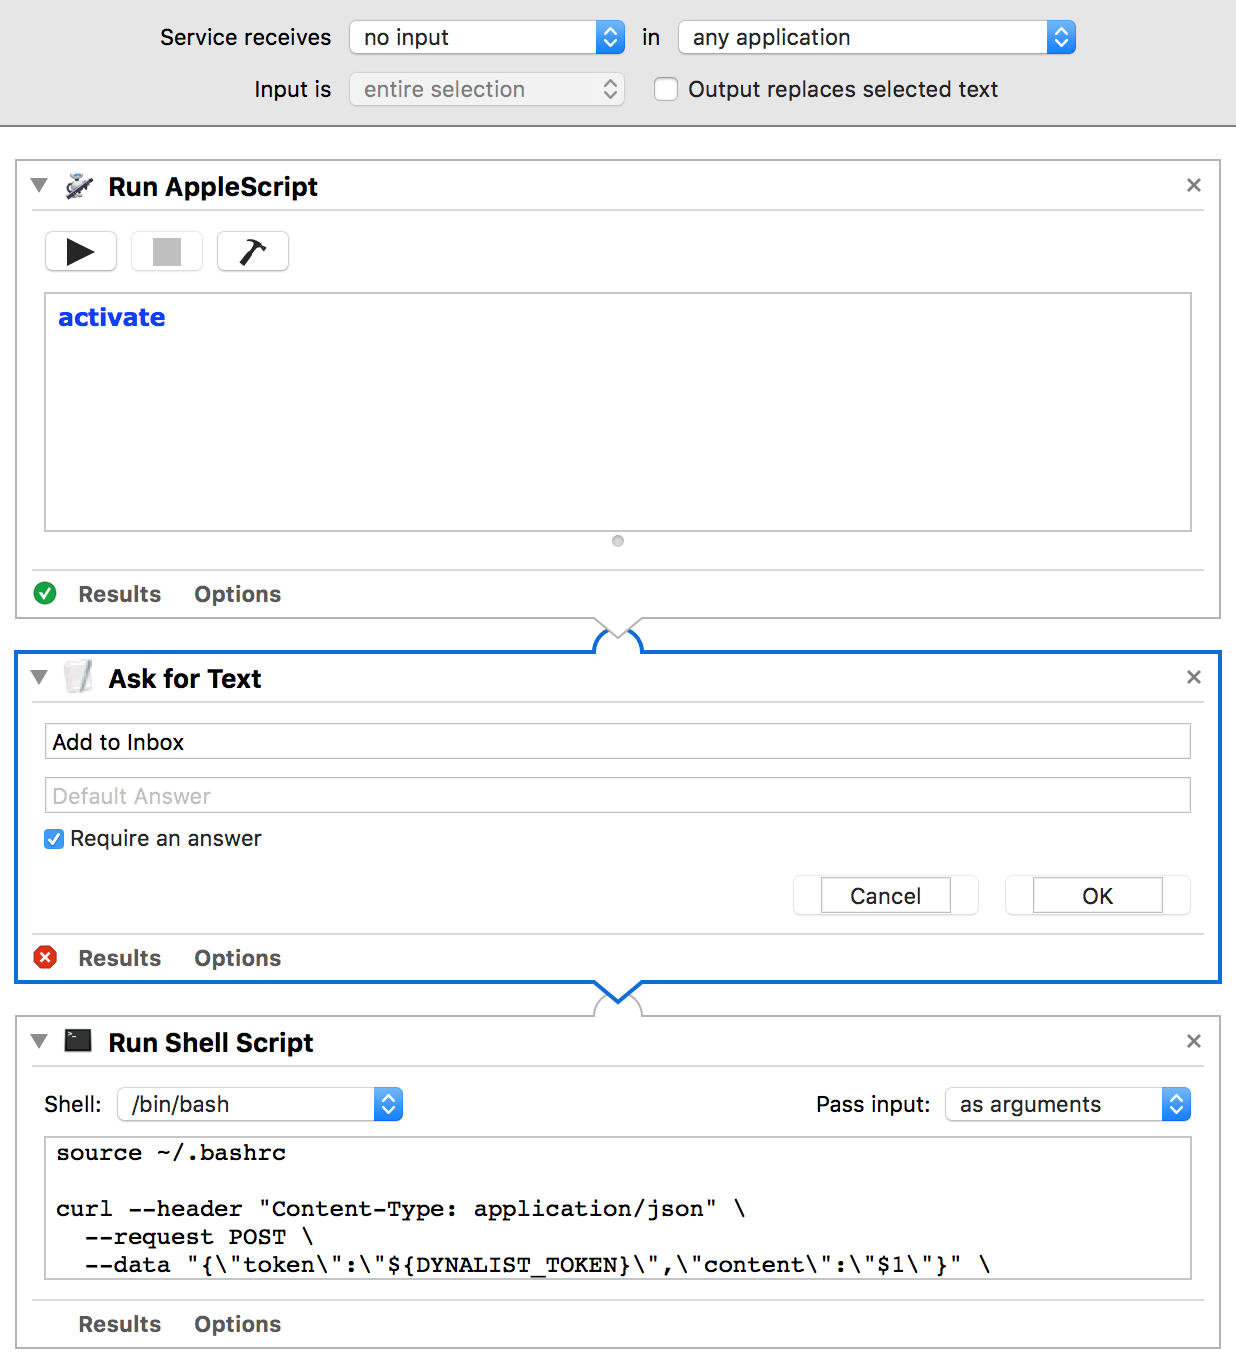 Service receives no input in any application
Input is entire selection Output replaces selected text
Run AppleScript
activate
Results Options
Ask for Text
Add to Inbox
Default Answer
Require an answer
Cancel OK
Results Options
Run Shell Script
Shell: /bin/bash Pass input: as arguments
source ~/.bashrc
curl --header "Content-Type: application/json" \
--request POST \
--data "{\"token\":\"${DYNALIST_TOKEN}\",\"content\":\"$1\"}" \
Results Options